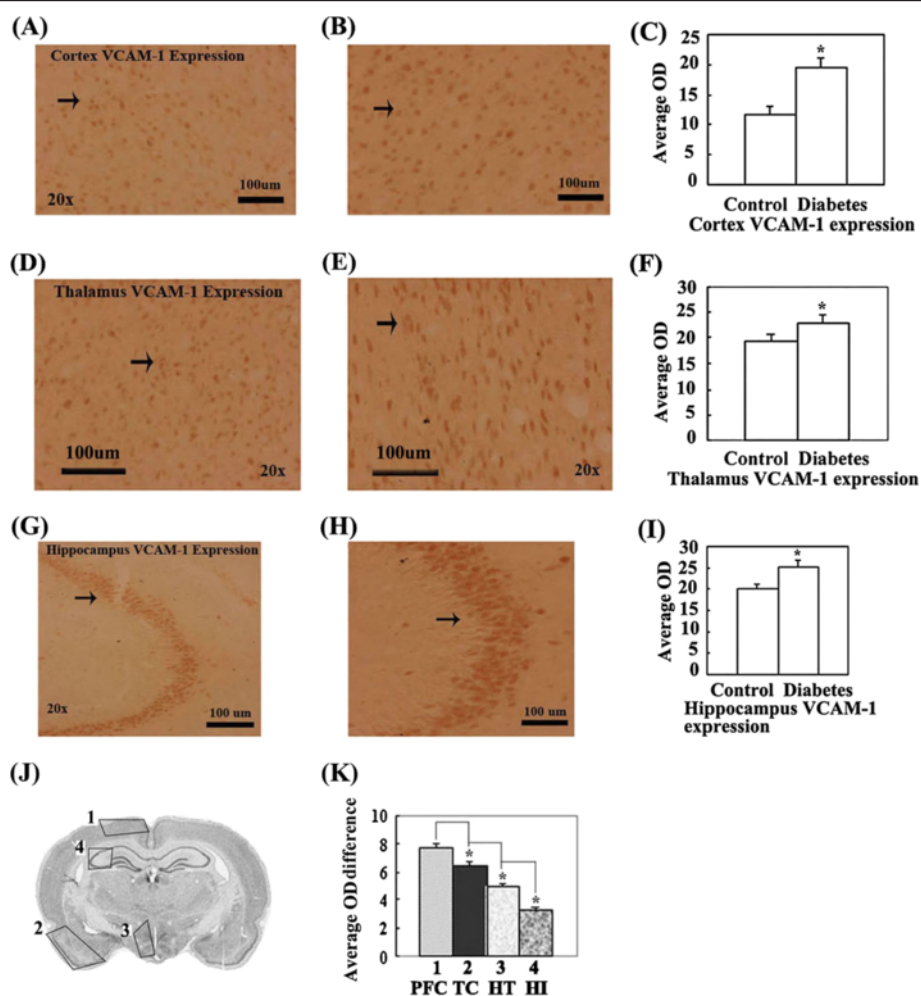 (A)
Cortex VCAM-1 Expression
20x
100um
(B)
100um
(C)
Average OD
25
20
15
10
5
0
*
Control Diabetes
Cortex VCAM-1 expression
(D)
Thalamus VCAM-1 Expression
100um
20x
(E)
100um
20x
(F)
Average OD
30
25
20
15
10
5
0
*
Control Diabetes
Thalamus VCAM-1 expression
(G)
Hippocampus VCAM-1 Expression
20x
100 um
(H)
100 um
(I)
Average OD
30
25
20
15
10
5
0
*
Control Diabetes
Hippocampus VCAM-1
expression
(J)
1
4
2
3
(K)
Average OD difference
10
8
6
4
2
0
*
*
*
1 2 3 4
PFC TC HT HI